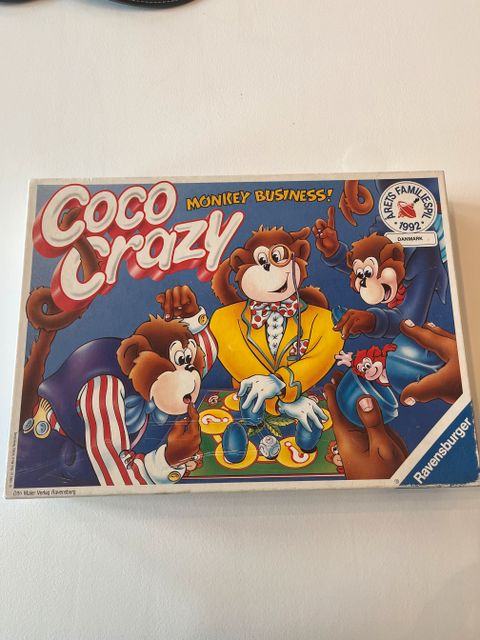 Coco
Crazy
MONKEY BUSINESS!
ÅRETS FAMILIESPIL
•1992•
DANMARK
Ravensburger
®
Otto Maier Verlag Ravensburg